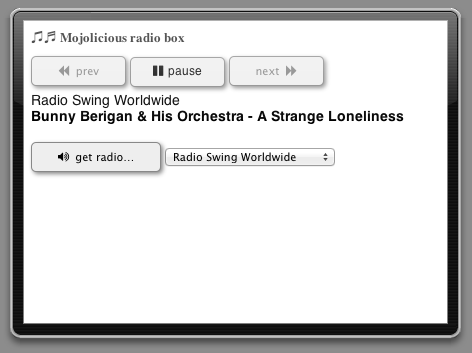 🎵🎶 Mojolicious radio box
prev pause next
Radio Swing Worldwide
Bunny Berigan & His Orchestra - A Strange Loneliness
get radio... Radio Swing Worldwide